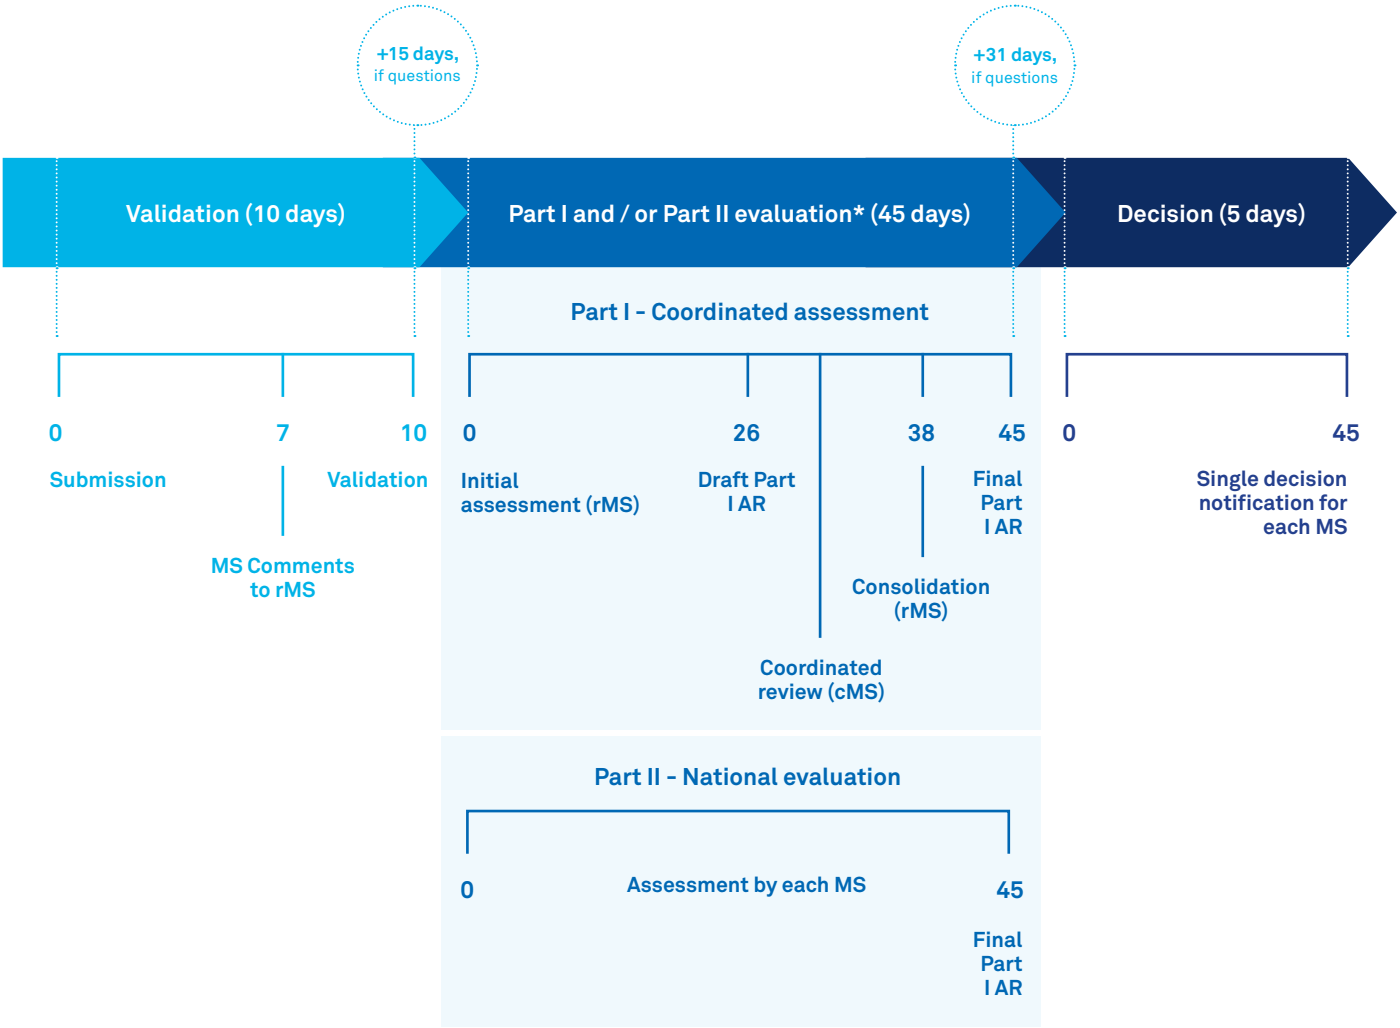 +15 days,
if questions
+31 days,
if questions
Validation (10 days)
Part I and / or Part II evaluation* (45 days)
Decision (5 days)
Part I - Coordinated assessment
0
7
10
Submission
Validation
MS Comments
to rMS
0
26
38
45
Initial
assessment (rMS)
Draft Part
I AR
Final
Part
I AR
Consolidation
(rMS)
Coordinated
review (cMS)
0
45
Single decision
notification for
each MS
Part II - National evaluation
0
Assessment by each MS
45
Final
Part
I AR